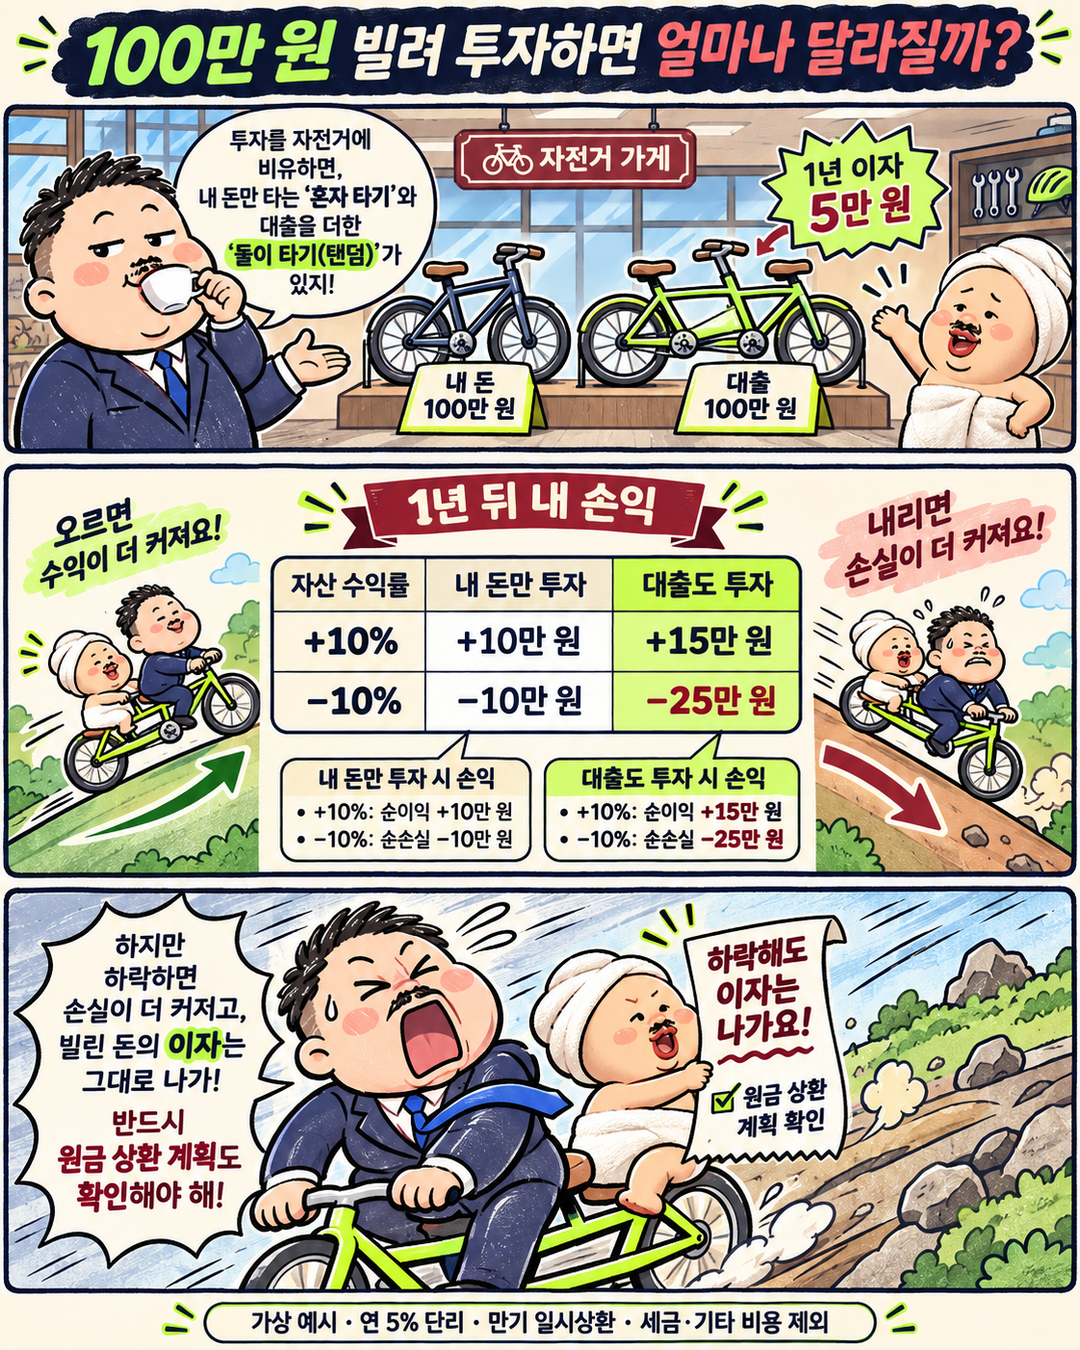 100만 원 빌려 투자하면 얼마나 달라질까?
투자를 자전거에
비유하면,
내 돈만 타는 '혼자 타기'와
대출을 더한
'둘이 타기(탠덤)'가
있지!
자전거 가게
1년 이자
5만 원
내 돈
100만 원
대출
100만 원
오르면
수익이 더 커져요!
1년 뒤 내 손익
내리면
손실이 더 커져요!
자산 수익률 내 돈만 투자 대출도 투자
+10% +10만 원 +15만 원
−10% −10만 원 −25만 원
내 돈만 투자 시 손익
• +10%: 순이익 +10만 원
• −10%: 순손실 −10만 원
대출도 투자 시 손익
• +10%: 순이익 +15만 원
• −10%: 순손실 −25만 원
하지만
하락하면
손실이 더 커저고,
빌린 돈의 이자는
그대로 나가!
반드시
원금 상환 계획도
확인해야 해!
하락해도
이자는
나가요!
원금 상환
계획 확인
가상 예시 · 연 5% 단리 · 만기 일시상환 · 세금·기타 비용 제외